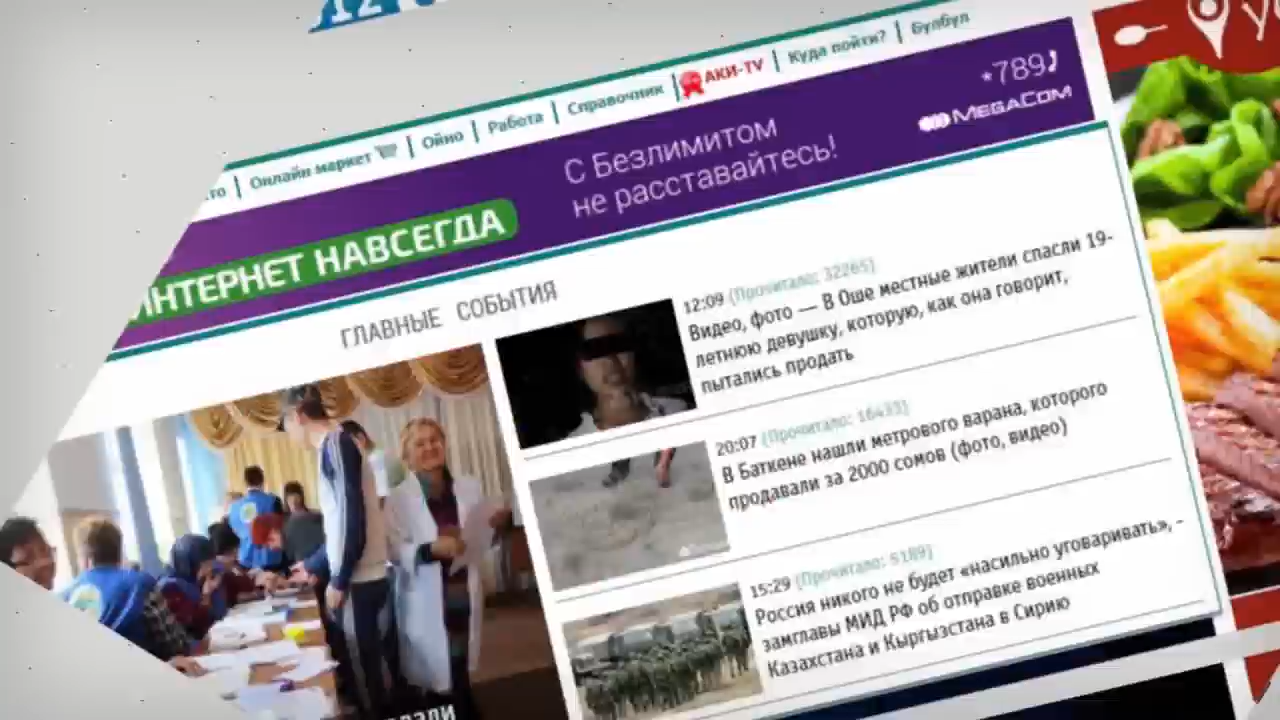 Онлайн маркет | Ойно | Работа | Справочник | АКИ-TV | Куда пойти? | Булбул
ИНТЕРНЕТ НАВСЕГДА
С Безлимитом
не расставайтесь!
*789
MEGACOM
ГЛАВНЫЕ СОБЫТИЯ
12:09 (Прочитало: 32265)
Видео, фото — В Оше местные жители спасли 19-
летнюю девушку, которую, как она говорит,
пытались продать
20:07 (Прочитало: 16433)
В Баткене нашли метрового варана, которого
продавали за 2000 сомов (фото, видео)
15:29 (Прочитало: 5189)
Россия никого не будет «насильно уговаривать», -
замглавы МИД РФ об отправке военных
Казахстана и Кыргызстана в Сирию